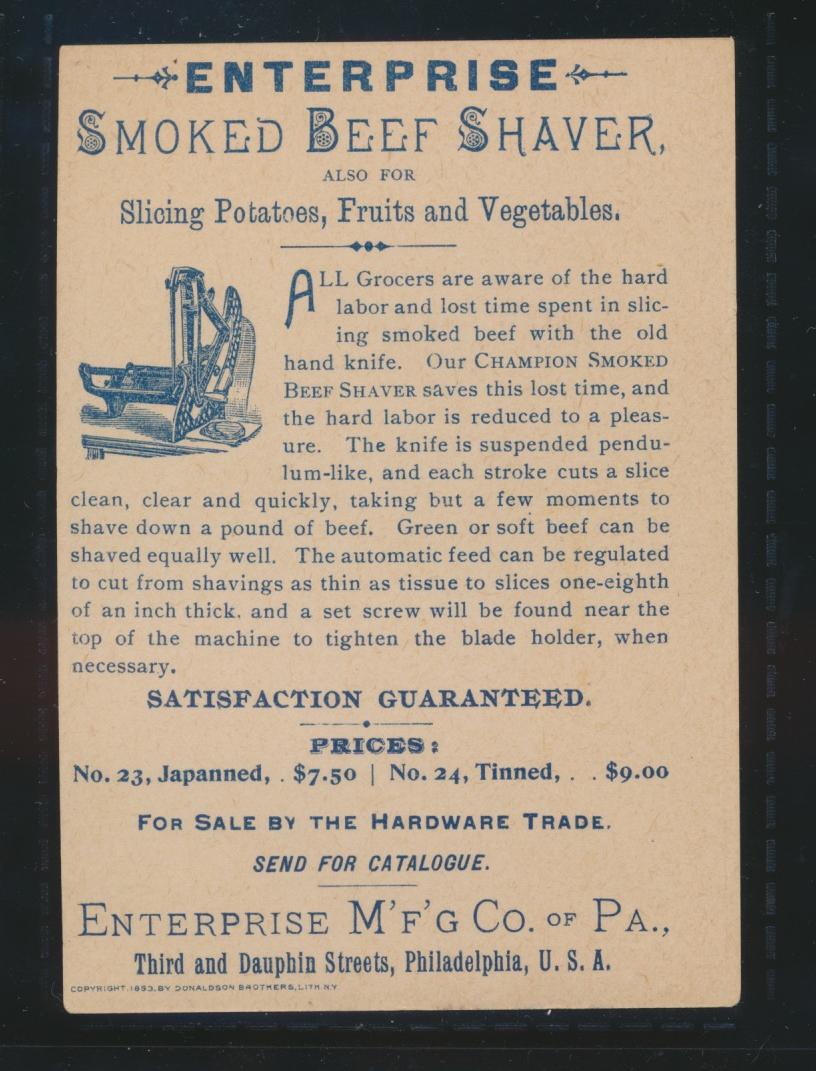 ENTERPRISE
SMOKED BEEF SHAVER,
ALSO FOR
Slicing Potatoes, Fruits and Vegetables.
ALL Grocers are aware of the hard
labor and lost time spent in slic-
ing smoked beef with the old
hand knife. Our CHAMPION SMOKED
BEEF SHAVER saves this lost time, and
the hard labor is reduced to a pleas-
ure. The knife is suspended pendu-
lum-like, and each stroke cuts a slice
clean, clear and quickly, taking but a few moments to
shave down a pound of beef. Green or soft beef can be
shaved equally well. The automatic feed can be regulated
to cut from shavings as thin as tissue to slices one-eighth
of an inch thick. and a set screw will be found near the
top of the machine to tighten the blade holder, when
necessary.
SATISFACTION GUARANTEED.
PRICES:
No. 23, Japanned, . $7.50 | No. 24, Tinned, . . $9.00
FOR SALE BY THE HARDWARE TRADE.
SEND FOR CATALOGUE.
ENTERPRISE M'F'G CO. OF PA.,
Third and Dauphin Streets, Philadelphia, U. S. A.
COPYRIGHT. 1893. BY DONALDSON BROTHERS, LITH. N.Y